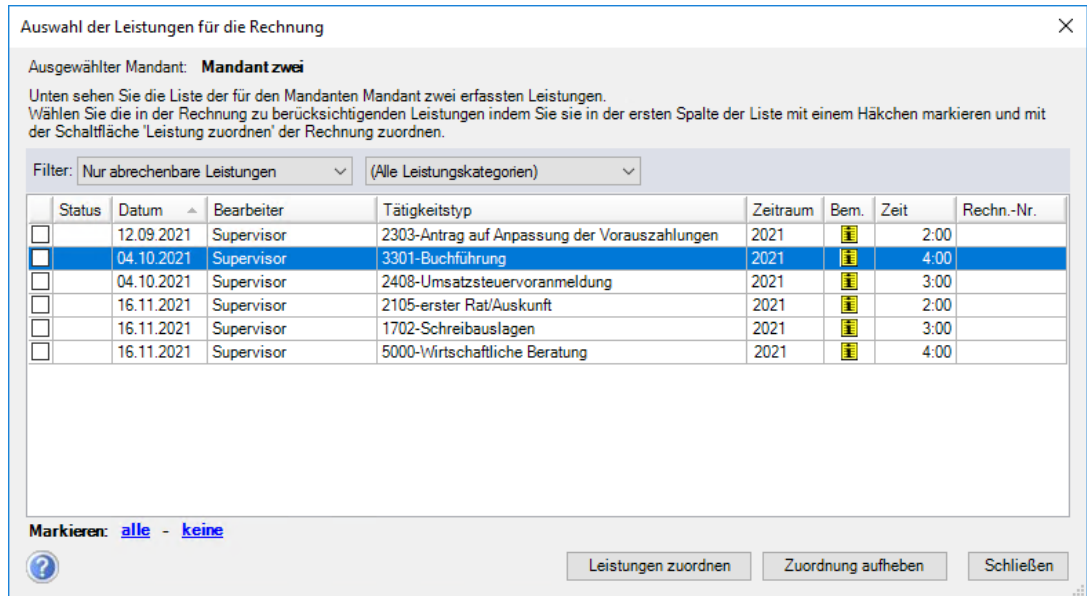 Auswahl der Leistungen für die Rechnung
Ausgewählter Mandant: Mandant zwei
Unten sehen Sie die Liste der für den Mandanten Mandant zwei erfassten Leistungen.
Wählen Sie die in der Rechnung zu berücksichtigenden Leistungen indem Sie sie in der ersten Spalte der Liste mit einem Häkchen markieren und mit
der Schaltfläche 'Leistung zuordnen' der Rechnung zuordnen.
Filter: Nur abrechenbare Leistungen (Alle Leistungskategorien)
Status Datum Bearbeiter Tätigkeitstyp Zeitraum Bem. Zeit Rechn.-Nr.
12.09.2021 Supervisor 2303-Antrag auf Anpassung der Vorauszahlungen 2021 i 2:00
04.10.2021 Supervisor 3301-Buchführung 2021 i 4:00
04.10.2021 Supervisor 2408-Umsatzsteuervoranmeldung 2021 i 3:00
16.11.2021 Supervisor 2105-erster Rat/Auskunft 2021 i 2:00
16.11.2021 Supervisor 1702-Schreibauslagen 2021 i 3:00
16.11.2021 Supervisor 5000-Wirtschaftliche Beratung 2021 i 4:00
Markieren: alle - keine
? Leistungen zuordnen Zuordnung aufheben Schließen